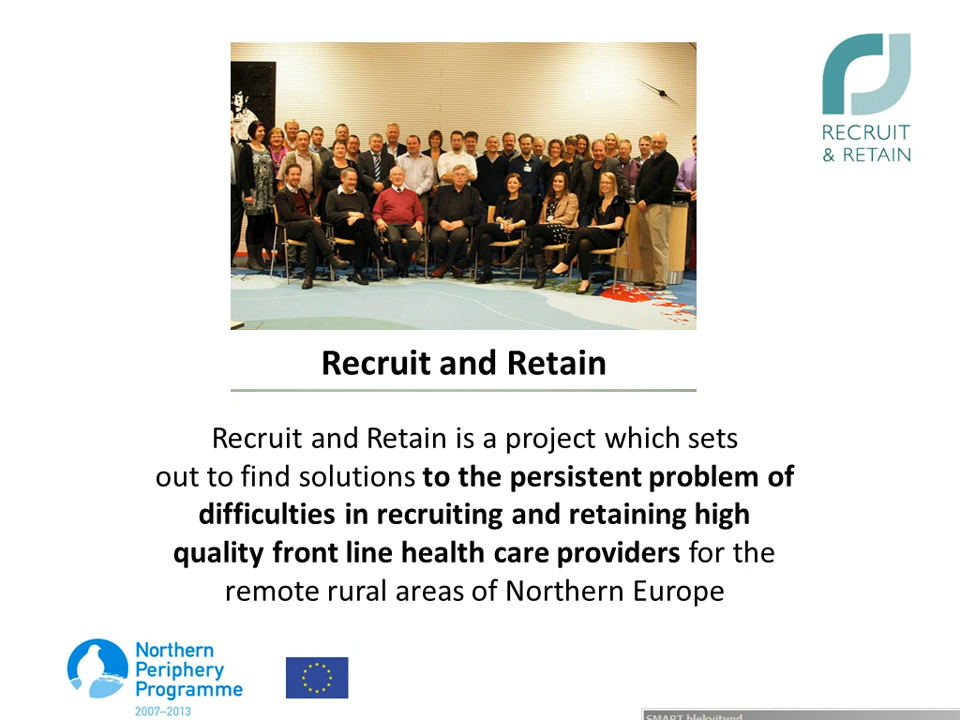 RECRUIT
& RETAIN
Recruit and Retain
Recruit and Retain is a project which sets
out to find solutions to the persistent problem of
difficulties in recruiting and retaining high
quality front line health care providers for the
remote rural areas of Northern Europe
Northern
Periphery
Programme
2007–2013
SMART blekvitund